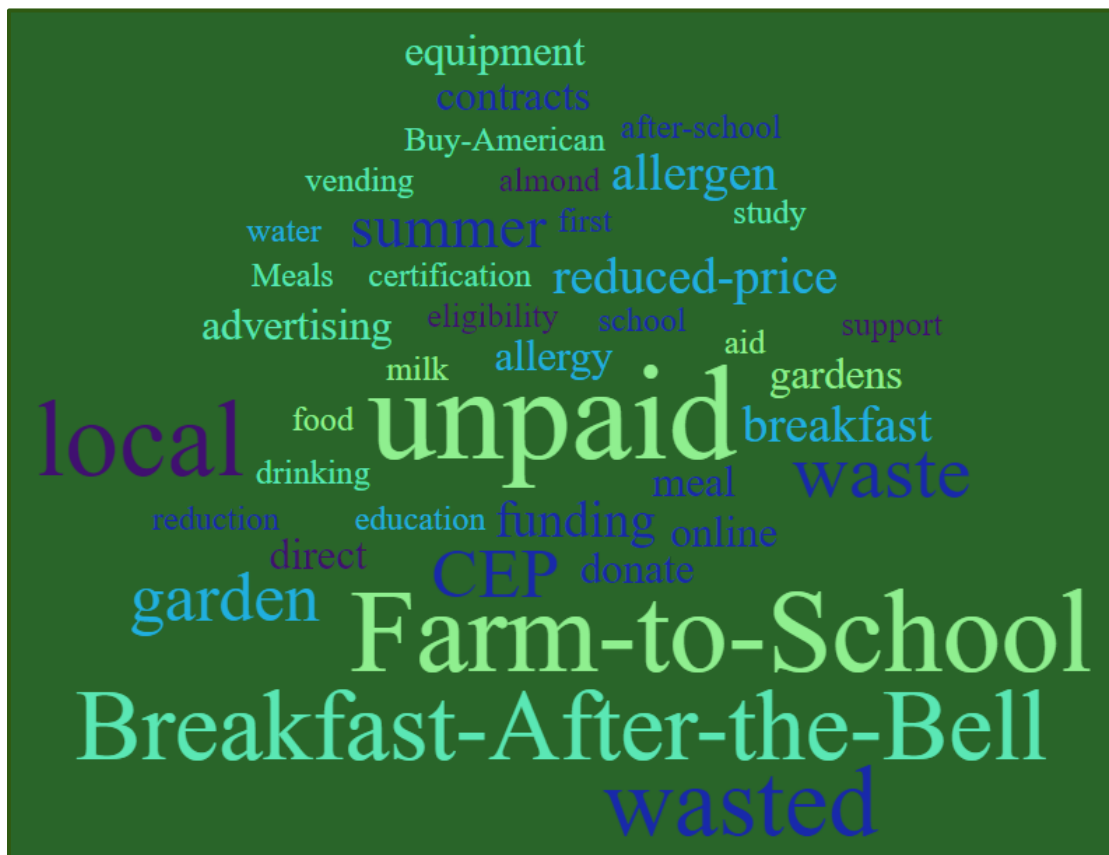 equipment
contracts
Buy-American after-school
vending almond allergen
water summer first study
Meals certification reduced-price
advertising eligibility school support
milk allergy aid gardens
local food unpaid breakfast
drinking meal waste
reduction education funding online
direct CEP donate
garden Farm-to-School
Breakfast-After-the-Bell
wasted